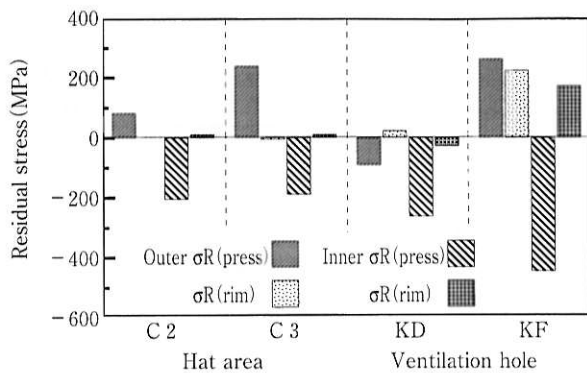 Residual stress (MPa)
400
200
0
−200
−400
−600
Outer σR(press)
Inner σR(press)
σR(rim)
σR(rim)
C 2
C 3
KD
KF
Hat area
Ventilation hole